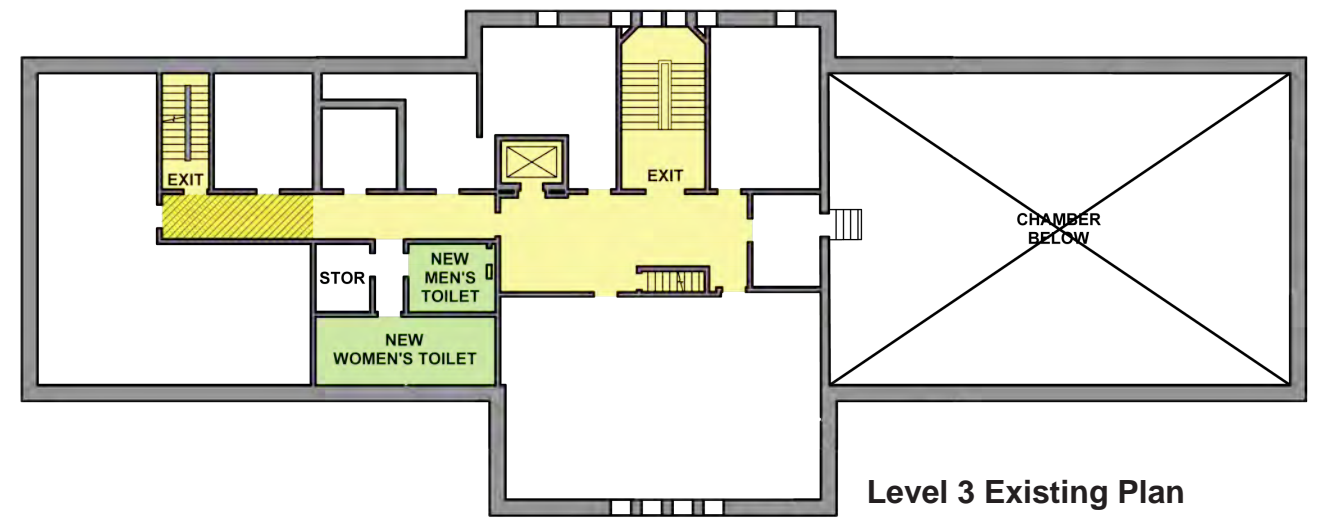 EXIT
EXIT
CHAMBER
BELOW
STOR
NEW
MEN'S
TOILET
NEW
WOMEN'S TOILET
Level 3 Existing Plan